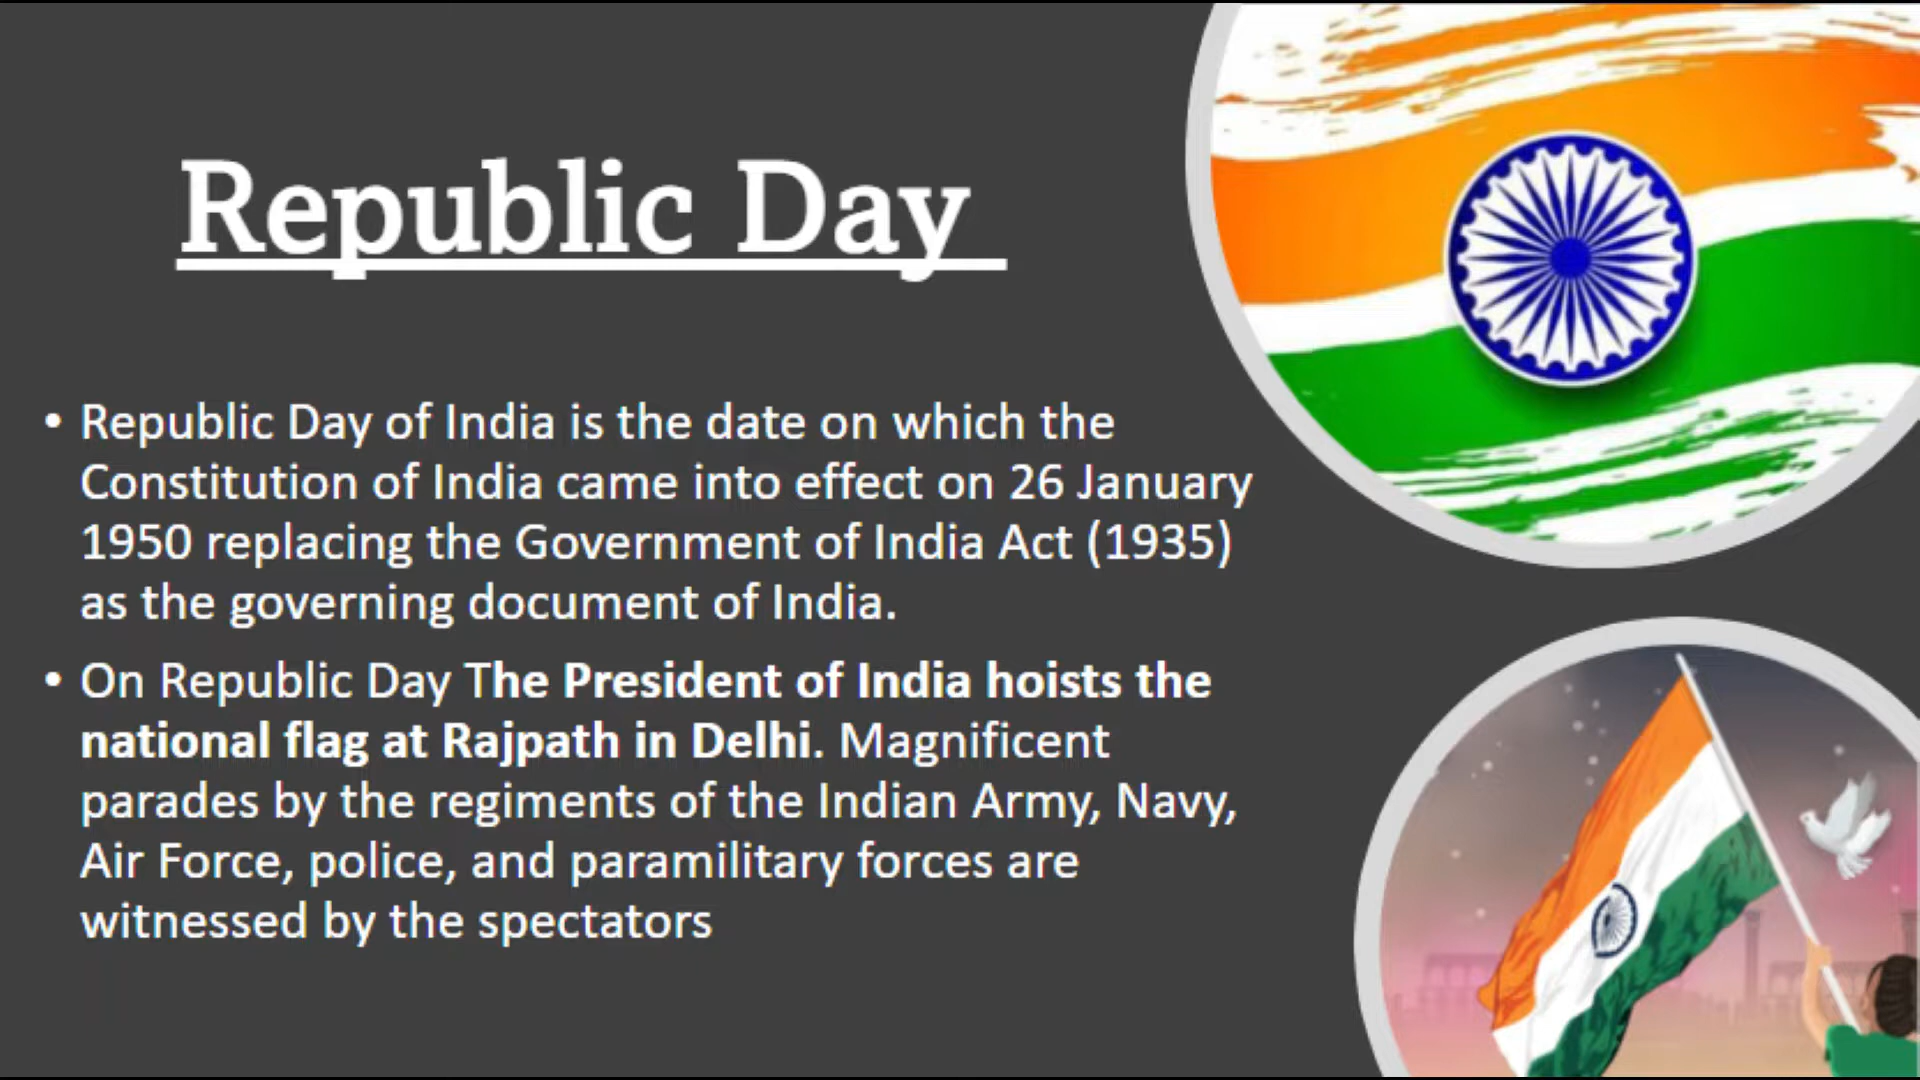 Republic Day
• Republic Day of India is the date on which the
Constitution of India came into effect on 26 January
1950 replacing the Government of India Act (1935)
as the governing document of India.
• On Republic Day The President of India hoists the
national flag at Rajpath in Delhi. Magnificent
parades by the regiments of the Indian Army, Navy,
Air Force, police, and paramilitary forces are
witnessed by the spectators